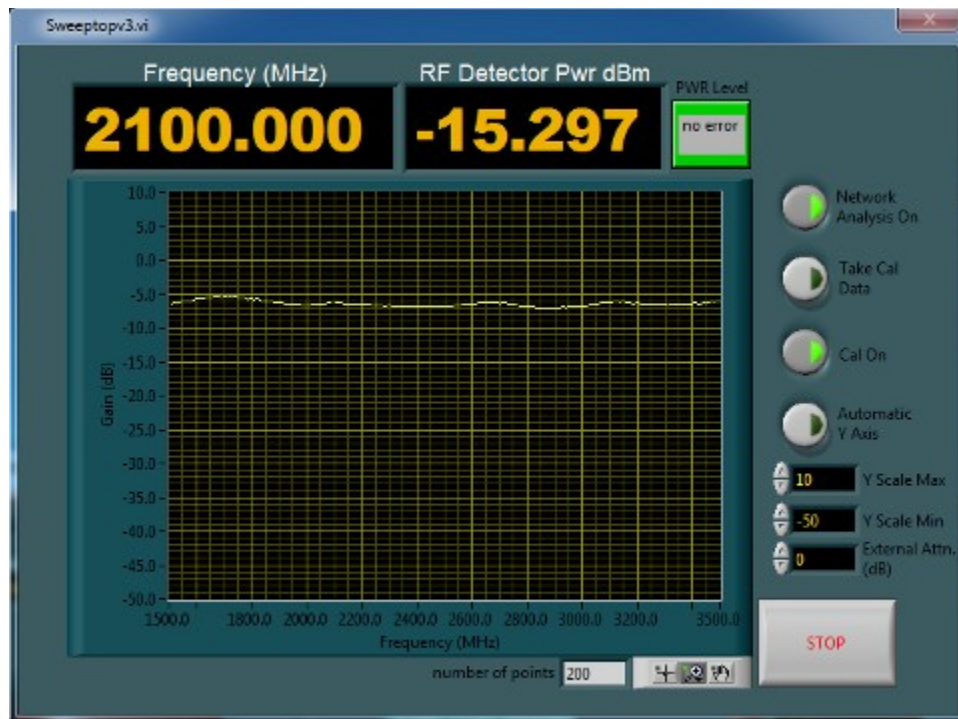 Sweeptopv3.vi
Frequency (MHz)
RF Detector Pwr dBm
PWR Level
2100.000
-15.297
no error
10.0
5.0
0.0
-5.0
-10.0
-15.0
-20.0
-25.0
-30.0
-35.0
-40.0
-45.0
-50.0
Gain (dB)
1500.0 1800.0 2000.0 2200.0 2400.0 2600.0 2800.0 3000.0 3200.0 3500.0
Frequency (MHz)
number of points 200
Network
Analysis On
Take Cal
Data
Cal On
Automatic
Y Axis
10 Y Scale Max
-50 Y Scale Min
0 External Attn.
(dB)
STOP